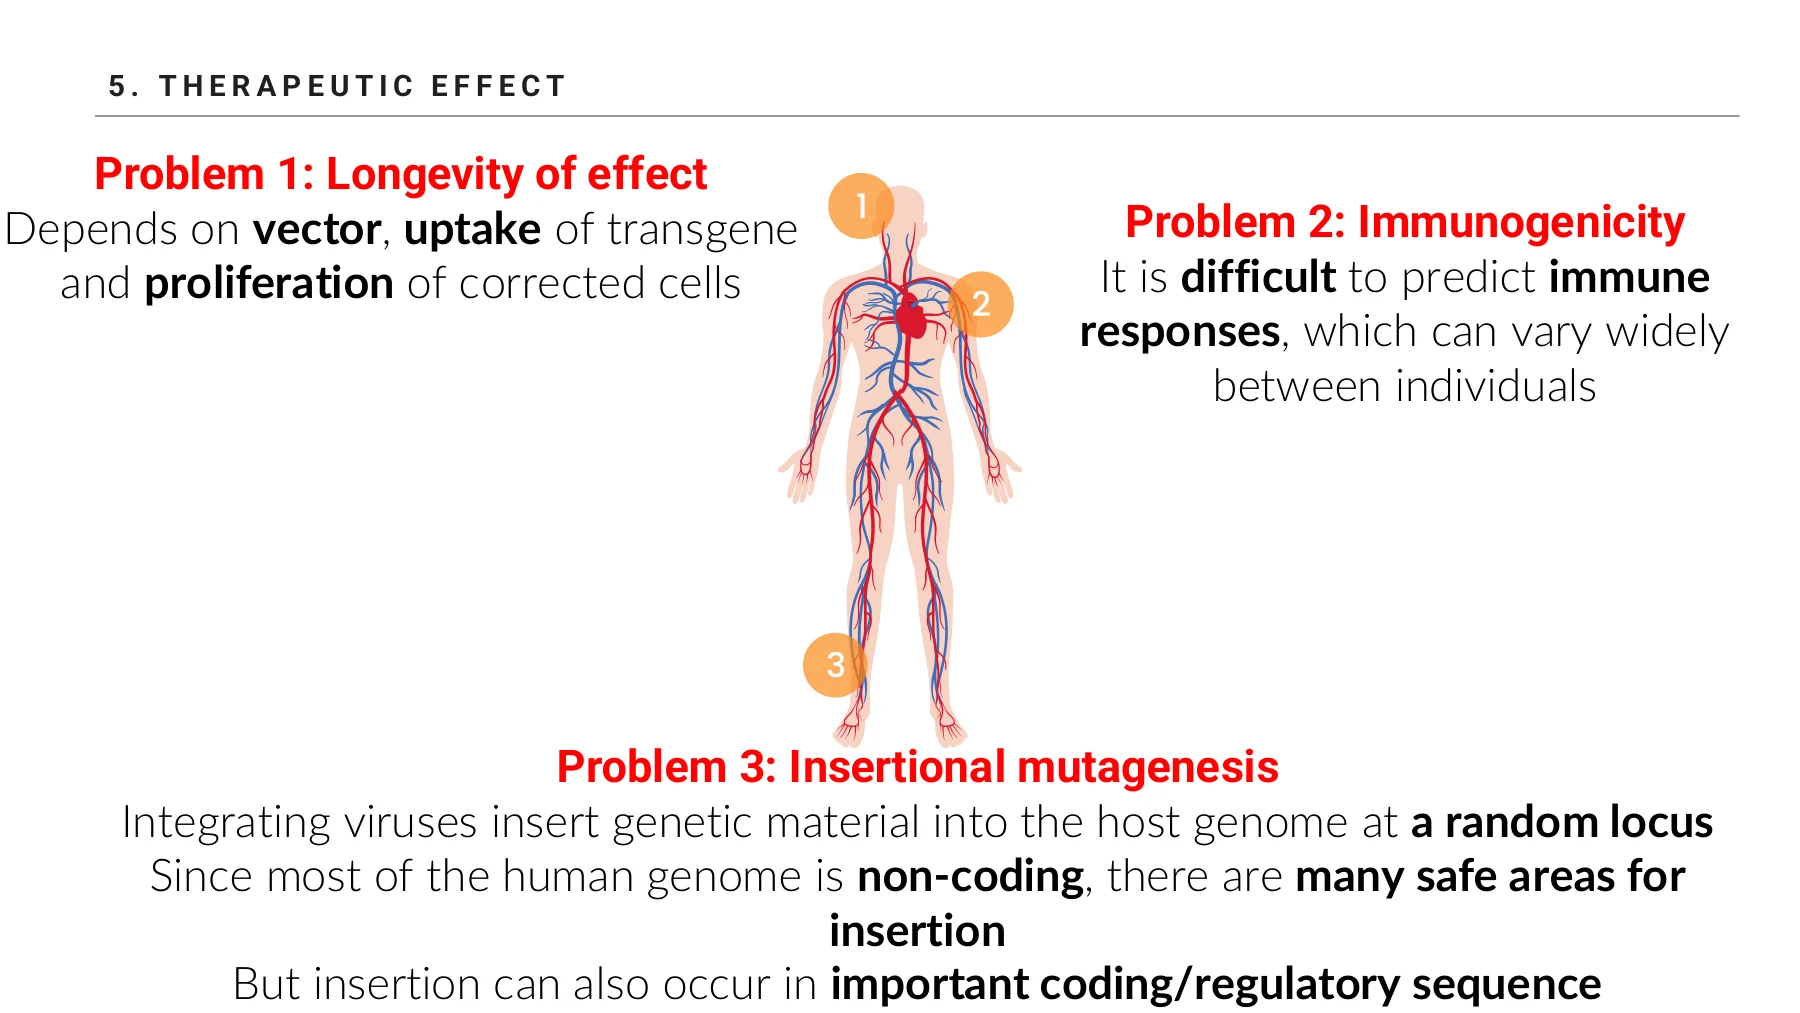 5. THERAPEUTIC EFFECT
Problem 1: Longevity of effect
Depends on vector, uptake of transgene
and proliferation of corrected cells
1
Problem 2: Immunogenicity
It is difficult to predict immune
responses, which can vary widely
between individuals
2
3
Problem 3: Insertional mutagenesis
Integrating viruses insert genetic material into the host genome at a random locus
Since most of the human genome is non-coding, there are many safe areas for
insertion
But insertion can also occur in important coding/regulatory sequence